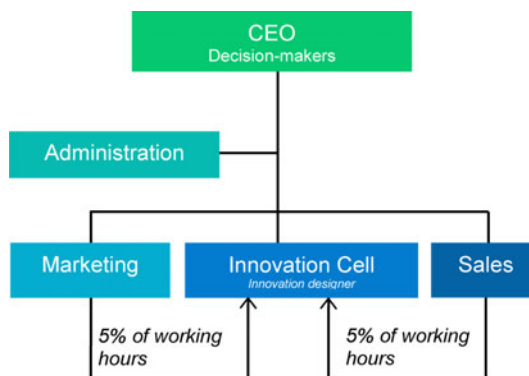 CEO
Decision-makers
Administration
Marketing
Innovation Cell
Innovation designer
Sales
5% of working
hours
5% of working
hours